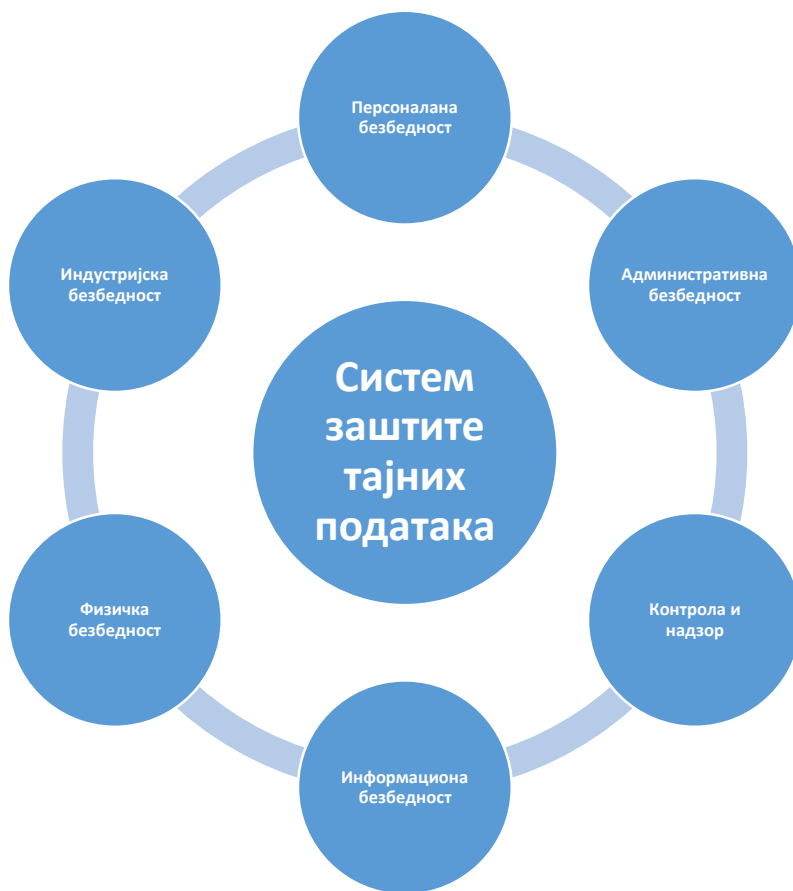 Персоналана
безбедност
Административна
безбедност
Контрола и
надзор
Информациона
безбедност
Физичка
безбедност
Индустријска
безбедност
Систем
заштите
тајних
података